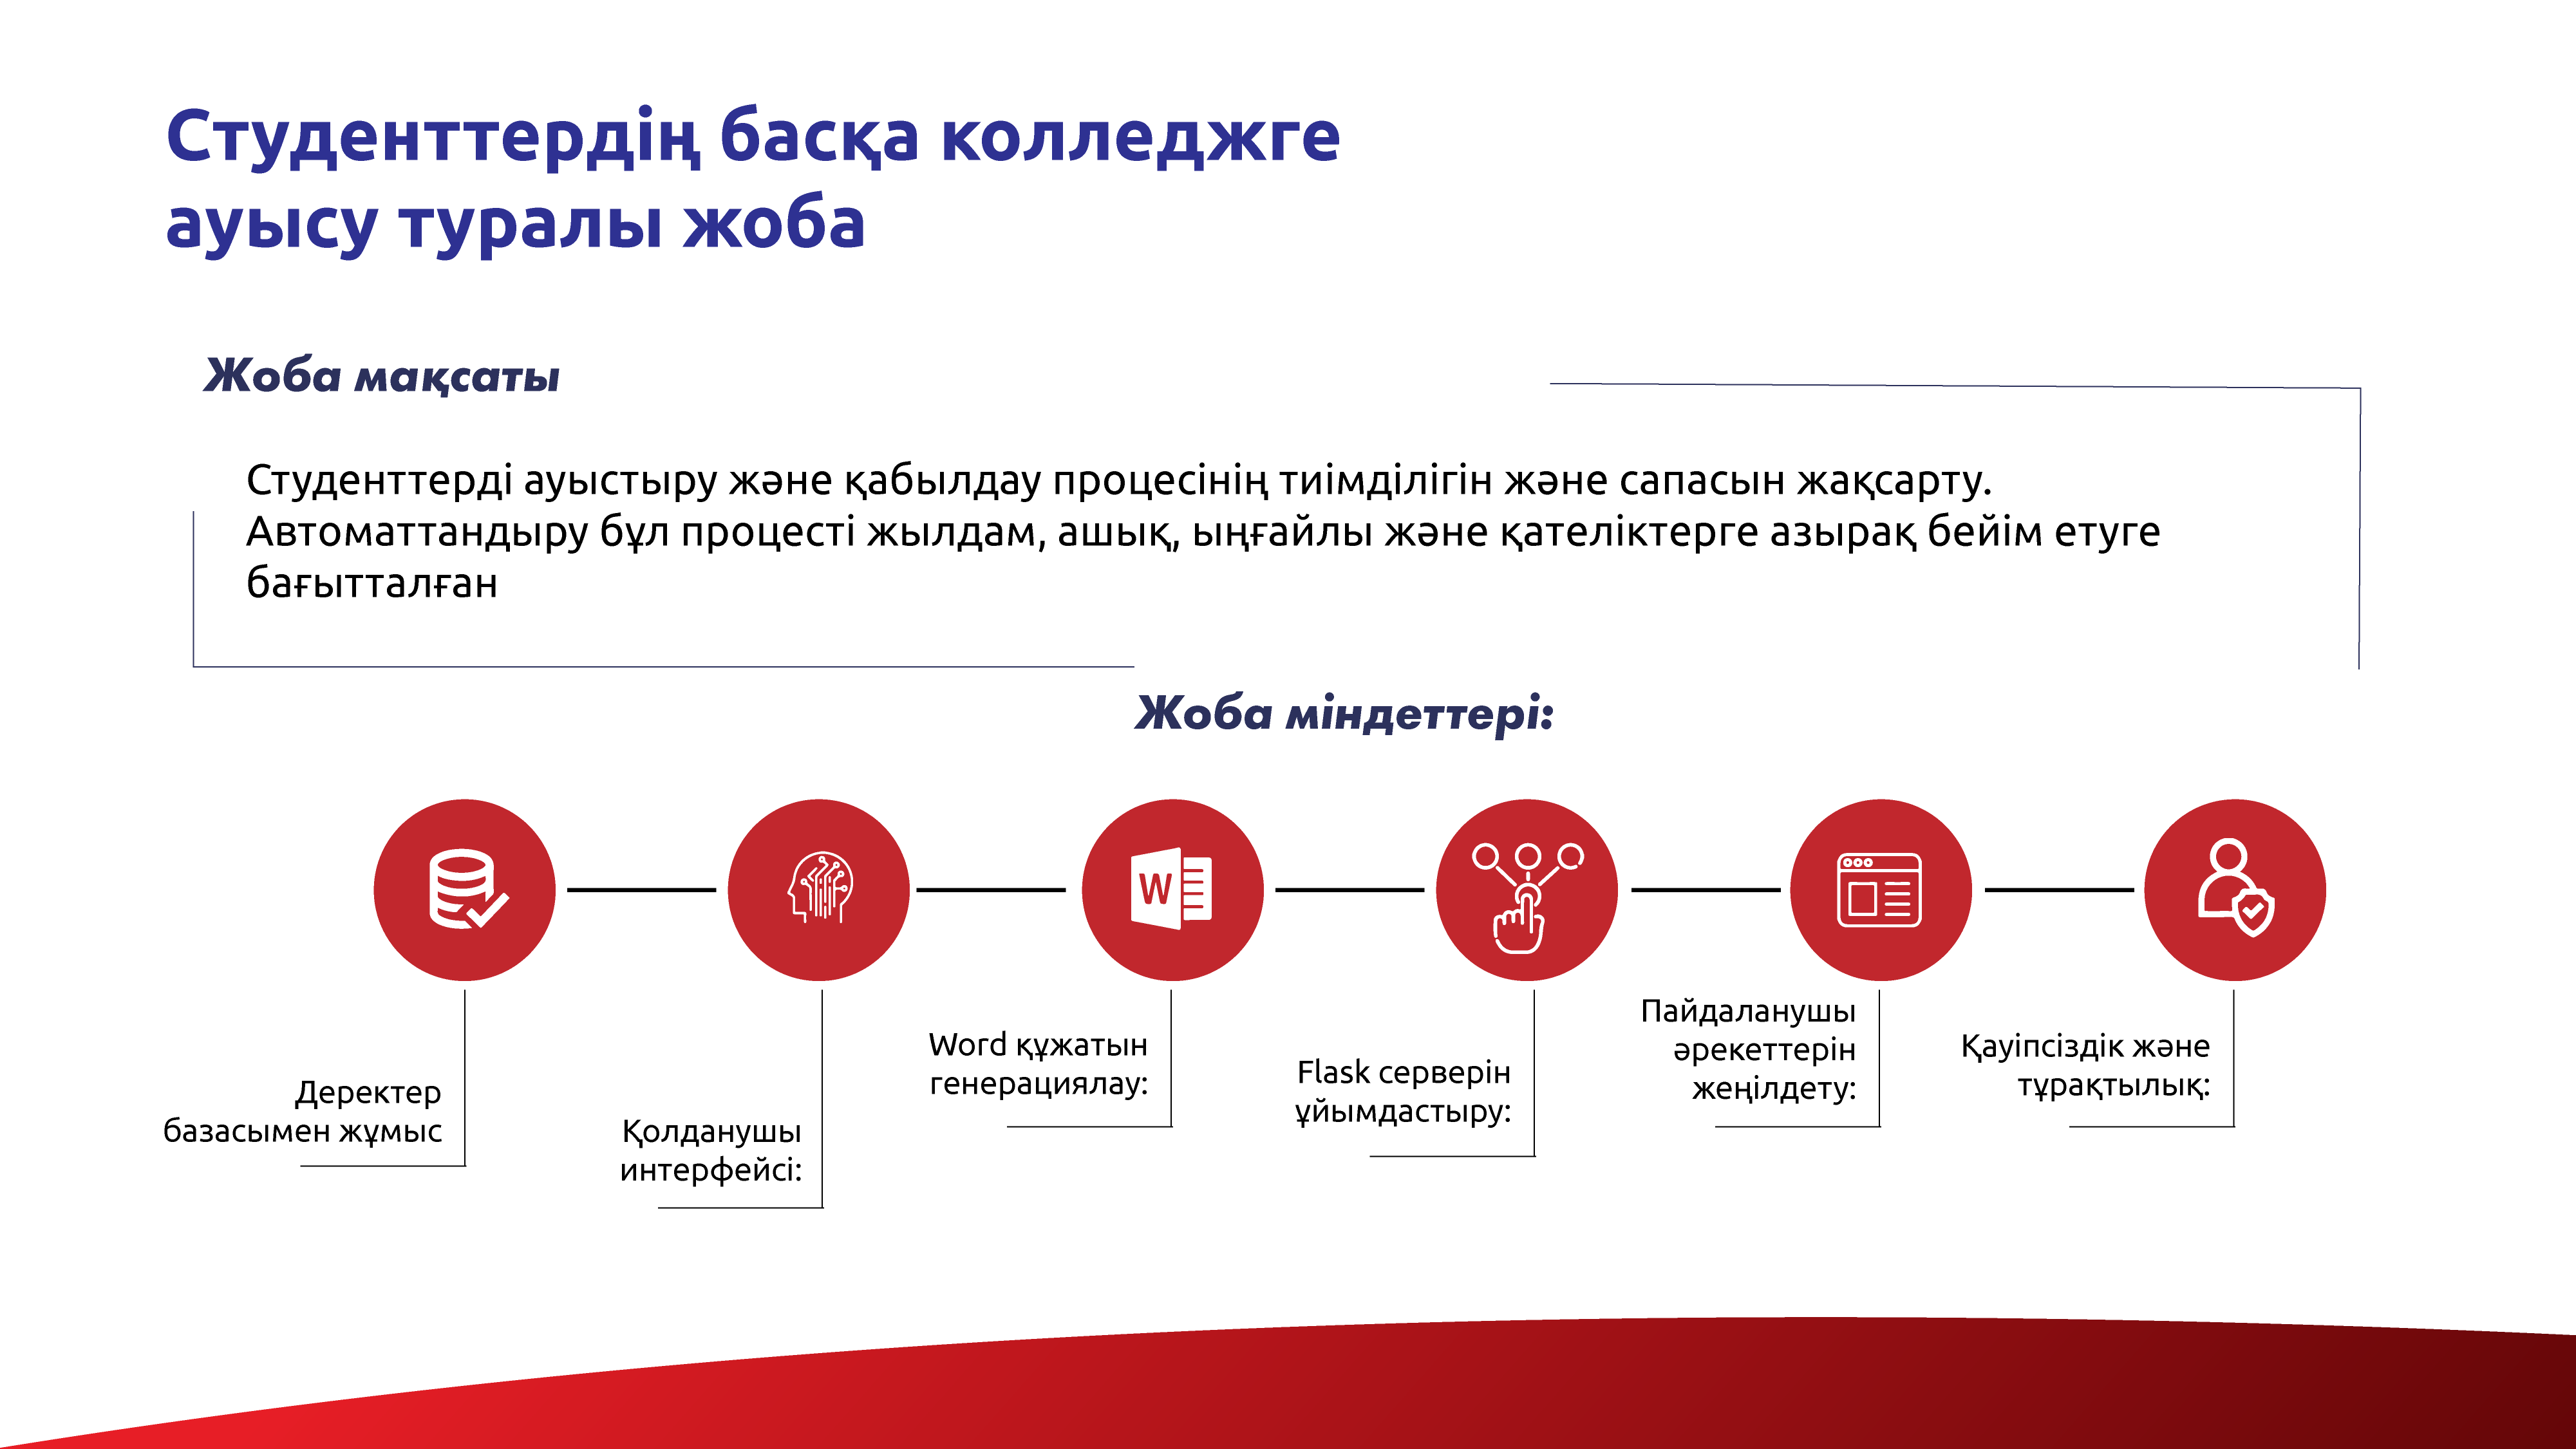 Студенттердің басқа колледжге
ауысу туралы жоба
Жоба мақсаты
Студенттерді ауыстыру және қабылдау процесінің тиімділігін және сапасын жақсарту.
Автоматтандыру бұл процесті жылдам, ашық, ыңғайлы және қателіктерге азырақ бейім етуге
бағытталған
Жоба міндеттері:
W
Деректер
базасымен жұмыс
Қолданушы
интерфейсі:
Word құжатын
генерациялау:
Flask серверін
ұйымдастыру:
Пайдаланушы
әрекеттерін
жеңілдету:
Қауіпсіздік және
тұрақтылық: